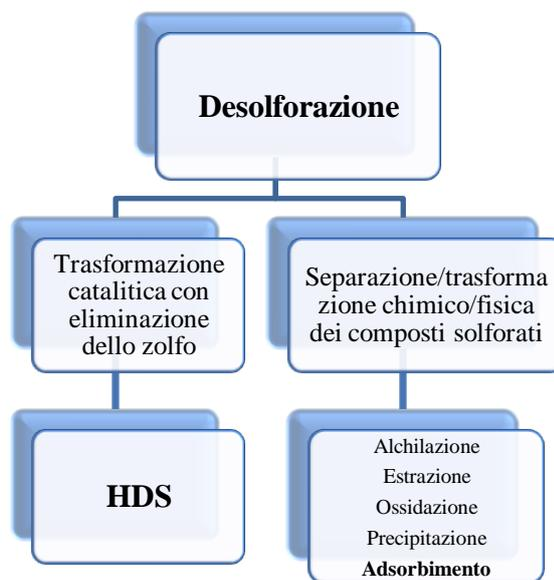 Desolforazione
Trasformazione
catalitica con
eliminazione
dello zolfo
Separazione/trasforma
zione chimico/fisica
dei composti solforati
HDS
Alchilazione
Estrazione
Ossidazione
Precipitazione
Adsorbimento